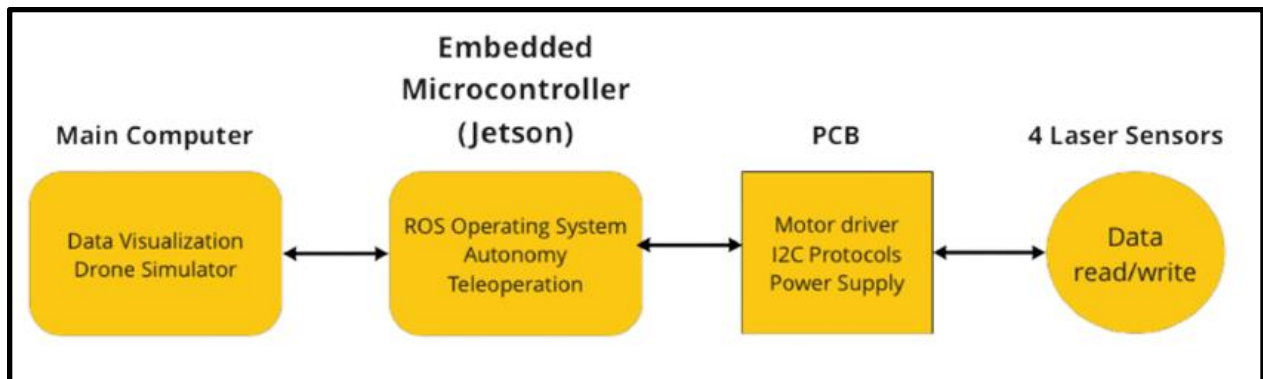 Embedded
Microcontroller
(Jetson)
Main Computer
PCB
4 Laser Sensors
Data Visualization
Drone Simulator
ROS Operating System
Autonomy
Teleoperation
Motor driver
I2C Protocols
Power Supply
Data
read/write